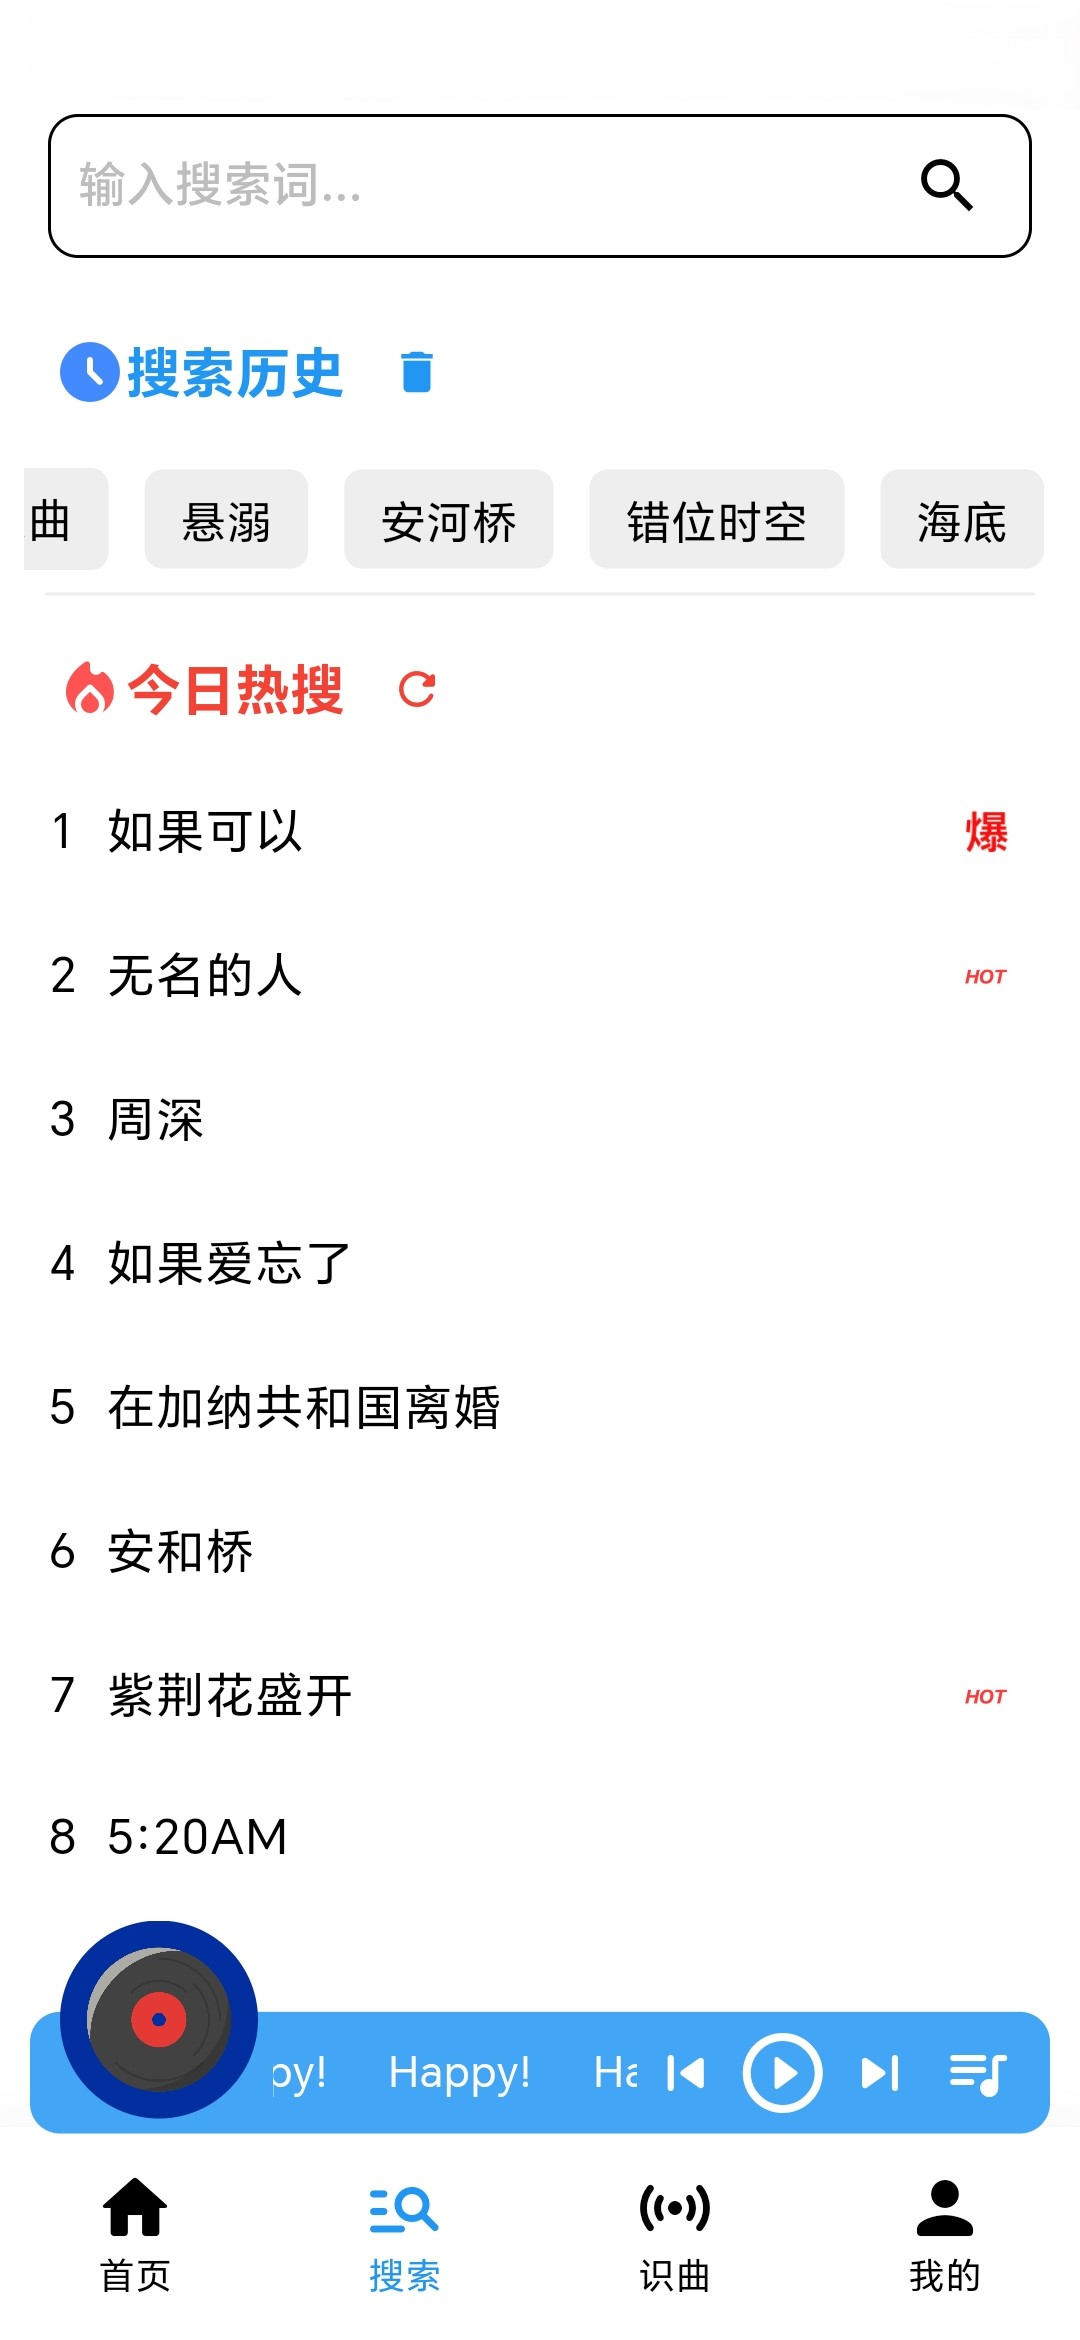 输入搜索词...
搜索历史
曲 悬溺 安河桥 错位时空 海底
今日热搜
1 如果可以 爆
2 无名的人 HOT
3 周深
4 如果爱忘了
5 在加纳共和国离婚
6 安和桥
7 紫荆花盛开 HOT
8 5:20AM
py! Happy! Ha
首页 搜索 识曲 我的